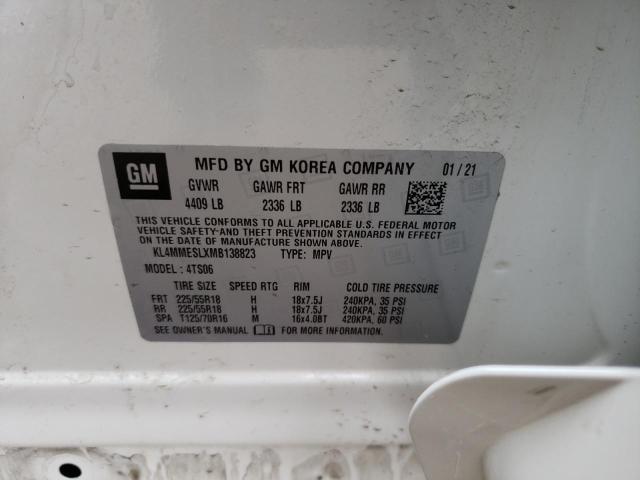 GM MFD BY GM KOREA COMPANY 01/21
GVWR GAWR FRT GAWR RR
4409 LB 2336 LB 2336 LB
THIS VEHICLE CONFORMS TO ALL APPLICABLE U.S. FEDERAL MOTOR
VEHICLE SAFETY AND THEFT PREVENTION STANDARDS IN EFFECT
ON THE DATE OF MANUFACTURE SHOWN ABOVE.
KL4MMESLXMB138823 TYPE: MPV
MODEL: 4TS06
TIRE SIZE SPEED RTG RIM COLD TIRE PRESSURE
FRT 225/55R18 H 18x7.5J 240KPA, 35 PSI
RR 225/55R18 H 18x7.5J 240KPA, 35 PSI
SPA T125/70R16 M 16x4.0BT 420KPA, 60 PSI
SEE OWNER'S MANUAL FOR MORE INFORMATION.